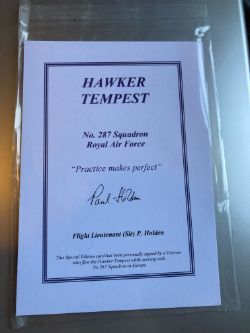 HAWKER
TEMPEST
No. 287 Squadron
Royal Air Force
"Practice makes perfect"
Paul Holden
Flight Lieutenant (Sir) P. Holden
This Special Edition card has been personally signed by a Veteran
who flew the Hawker Tempest while serving with
No 287 Squadron in Europe